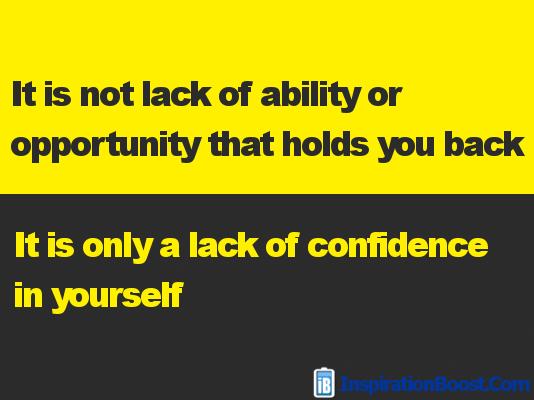 It is not lack of ability or
opportunity that holds you back
It is only a lack of confidence
in yourself
iB InspirationBoost.Com